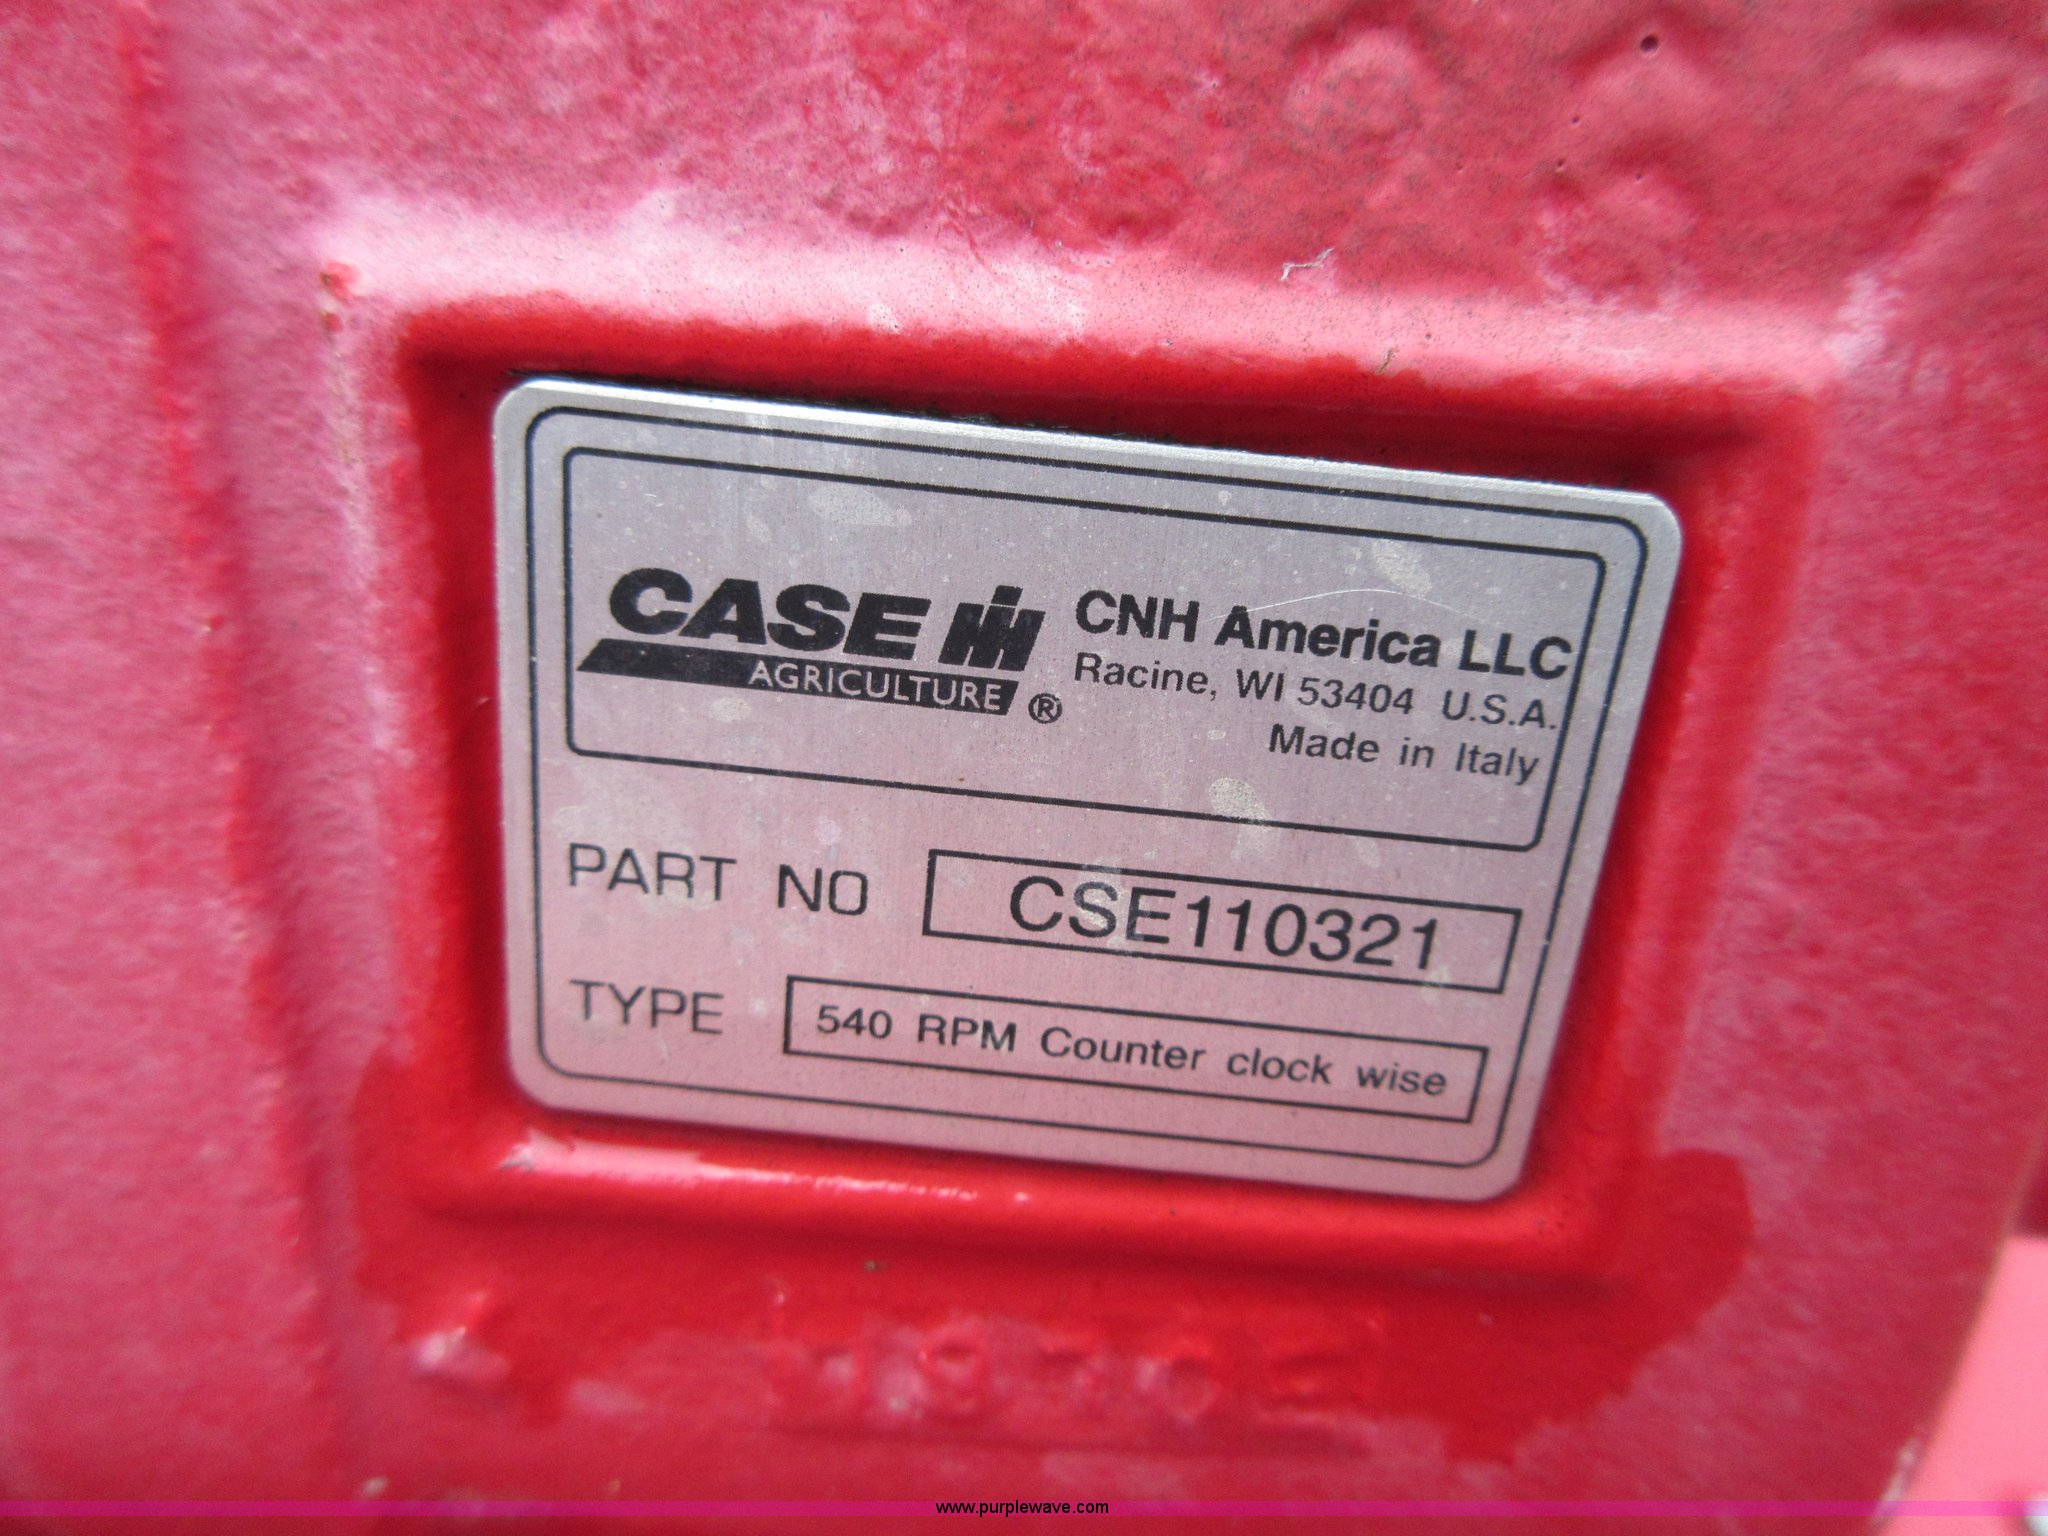 CASE IH
AGRICULTURE ®
CNH America LLC
Racine, WI 53404 U.S.A.
Made in Italy
PART NO CSE110321
TYPE 540 RPM Counter clock wise
www.purplewave.com